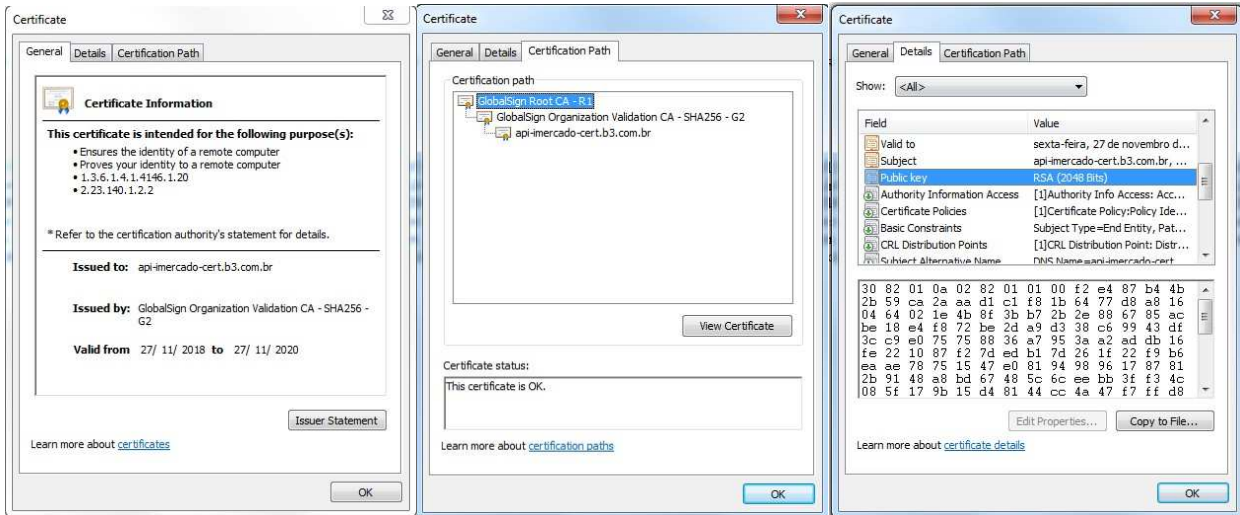 Certificate
General Details Certification Path
Certificate Information
This certificate is intended for the following purpose(s):
• Ensures the identity of a remote computer
• Proves your identity to a remote computer
• 1.3.6.1.4.1.4146.1.20
• 2.23.140.1.2.2
* Refer to the certification authority's statement for details.
Issued to: api-imercado-cert.b3.com.br
Issued by: GlobalSign Organization Validation CA - SHA256 -
G2
Valid from 27/ 11/ 2018 to 27/ 11/ 2020
Issuer Statement
Learn more about certificates
OK
Certificate
General Details Certification Path
Certification path
GlobalSign Root CA - R1
GlobalSign Organization Validation CA - SHA256 - G2
api-imercado-cert.b3.com.br
View Certificate
Certificate status:
This certificate is OK.
Learn more about certification paths
OK
Certificate
General Details Certification Path
Show: <All>
Field Value
Valid to sexta-feira, 27 de novembro d...
Subject api-imercado-cert.b3.com.br, ...
Public key RSA (2048 Bits)
Authority Information Access [1]Authority Info Access: Acc...
Certificate Policies [1]Certificate Policy:Policy Ide...
Basic Constraints Subject Type=End Entity, Pat...
CRL Distribution Points [1]CRL Distribution Point: Distr...
Subject Alternative Name DNS Name=api-imercado-cert
30 82 01 0a 02 82 01 01 00 f2 e4 87 b4 4b
2b 59 ca 2a aa d1 c1 f8 1b 64 77 d8 a8 16
04 64 02 1e 4b 8f 3b b7 2b 2e 88 67 85 ac
be 18 e4 f8 72 be 2d a9 d3 38 c6 99 43 df
3c c9 e0 75 75 88 36 a7 95 3a a2 ad db 16
fe 22 10 87 f2 7d ed b1 7d 26 1f 22 f9 b6
ea ae 78 75 15 47 e0 81 94 98 96 17 87 81
2b 91 48 a8 bd 67 48 5c 6c ee bb 3f f3 4c
08 5f 17 9b 15 d4 81 44 cc 4a 47 f7 ff d8
Edit Properties... Copy to File...
Learn more about certificate details
OK